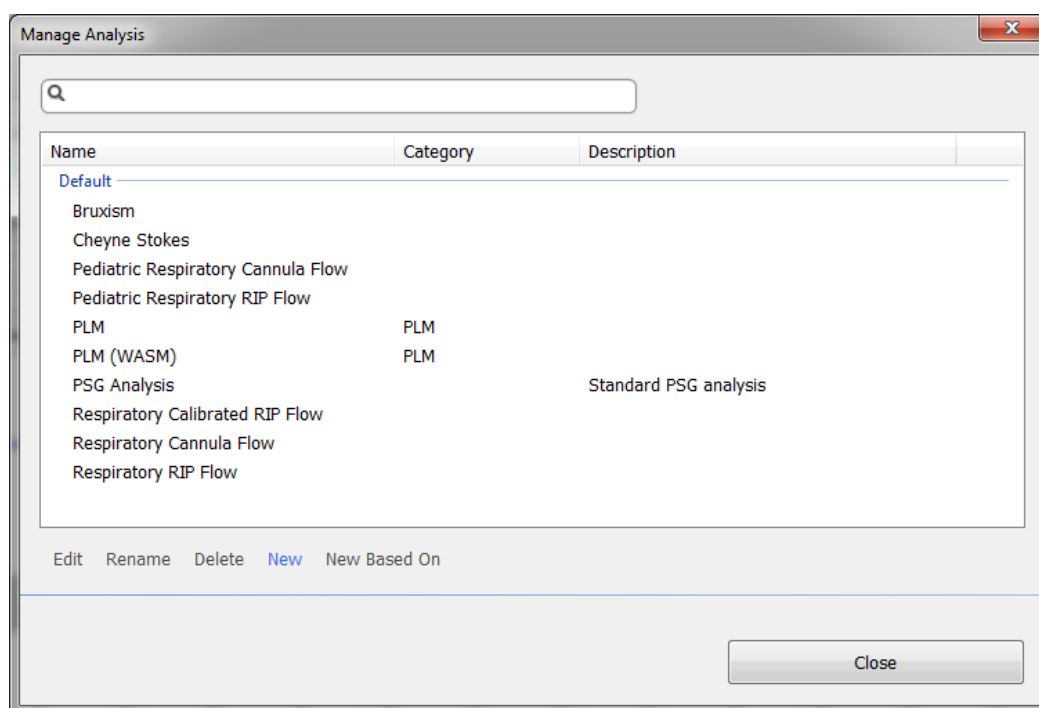 Manage Analysis
Name Category Description
Default
Bruxism
Cheyne Stokes
Pediatric Respiratory Cannula Flow
Pediatric Respiratory RIP Flow
PLM PLM
PLM (WASM) PLM
PSG Analysis Standard PSG analysis
Respiratory Calibrated RIP Flow
Respiratory Cannula Flow
Respiratory RIP Flow
Edit Rename Delete New New Based On
Close